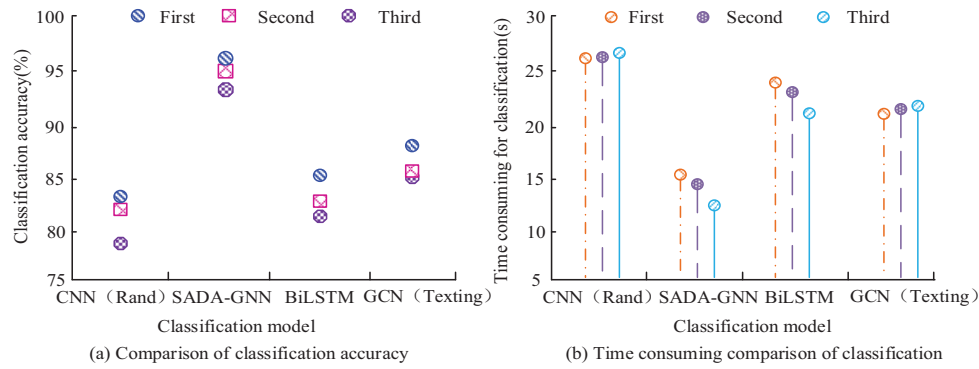 First Second Third
100
95
90
85
80
75
Classification accuracy(%)
CNN（Rand） SADA-GNN BiLSTM GCN（Texting）
Classification model
(a) Comparison of classification accuracy
First Second Third
30
25
20
15
10
5
Time consuming for classification(s)
CNN（Rand） SADA-GNN BiLSTM GCN（Texting）
Classification model
(b) Time consuming comparison of classification